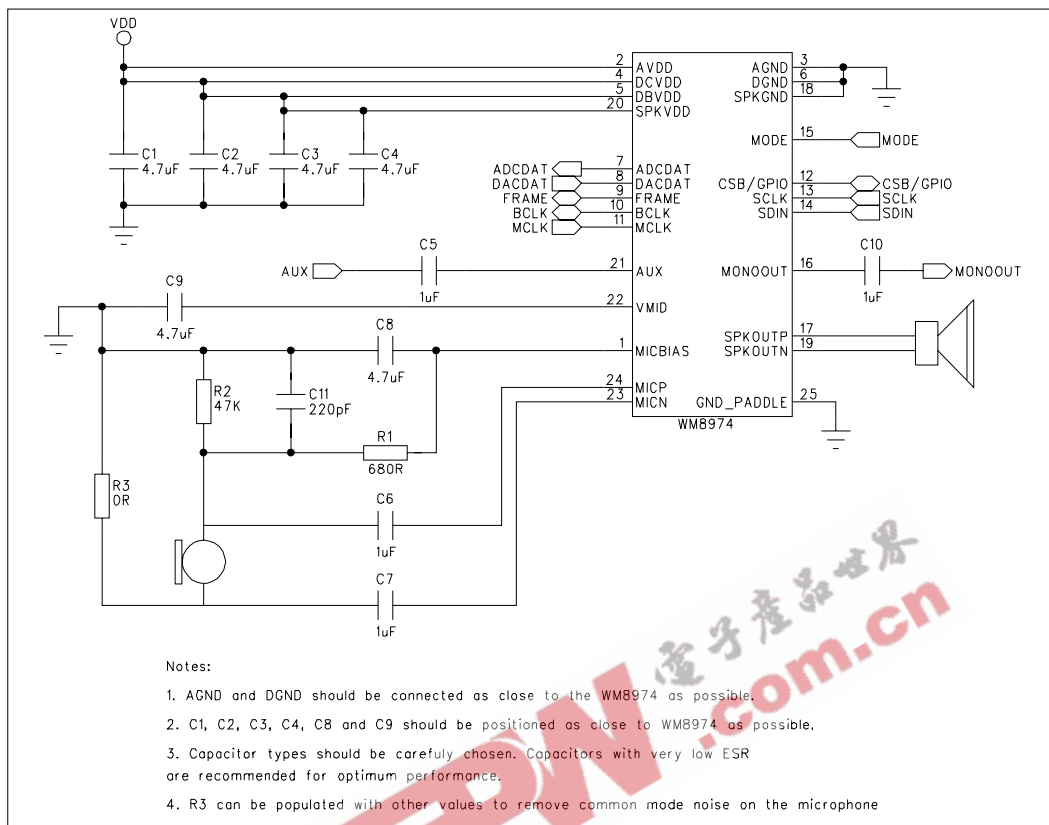 VDD
2 AVDD
4 DCVDD
5 DBVDD
20 SPKVDD
AGND 3
DGND 6
SPKGND 18
C1
4.7uF
C2
4.7uF
C3
4.7uF
C4
4.7uF
MODE 15 MODE
ADCDAT 7 ADCDAT
DACDAT 8 DACDAT
FRAME 9 FRAME
BCLK 10 BCLK
MCLK 11 MCLK
CSB/GPIO 12 CSB/GPIO
SCLK 13 SCLK
SDIN 14 SDIN
AUX
C5
1uF
21 AUX
MONOOUT 16
C10
1uF
MONOOUT
C9
4.7uF
22 VMID
C8
4.7uF
1 MICBIAS
SPKOUTP 17
SPKOUTN 19
24 MICP
23 MICN
GND_PADDLE 25
WM8974
R2
47K
C11
220pF
R1
680R
R3
0R
C6
1uF
C7
1uF
Notes:
1. AGND and DGND should be connected as close to the WM8974 as possible.
2. C1, C2, C3, C4, C8 and C9 should be positioned as close to WM8974 as possible.
3. Capacitor types should be carefuly chosen. Capacitors with very low ESR
are recommended for optimum performance.
4. R3 can be populated with other values to remove common mode noise on the microphone
電子產品世界
.com.cn